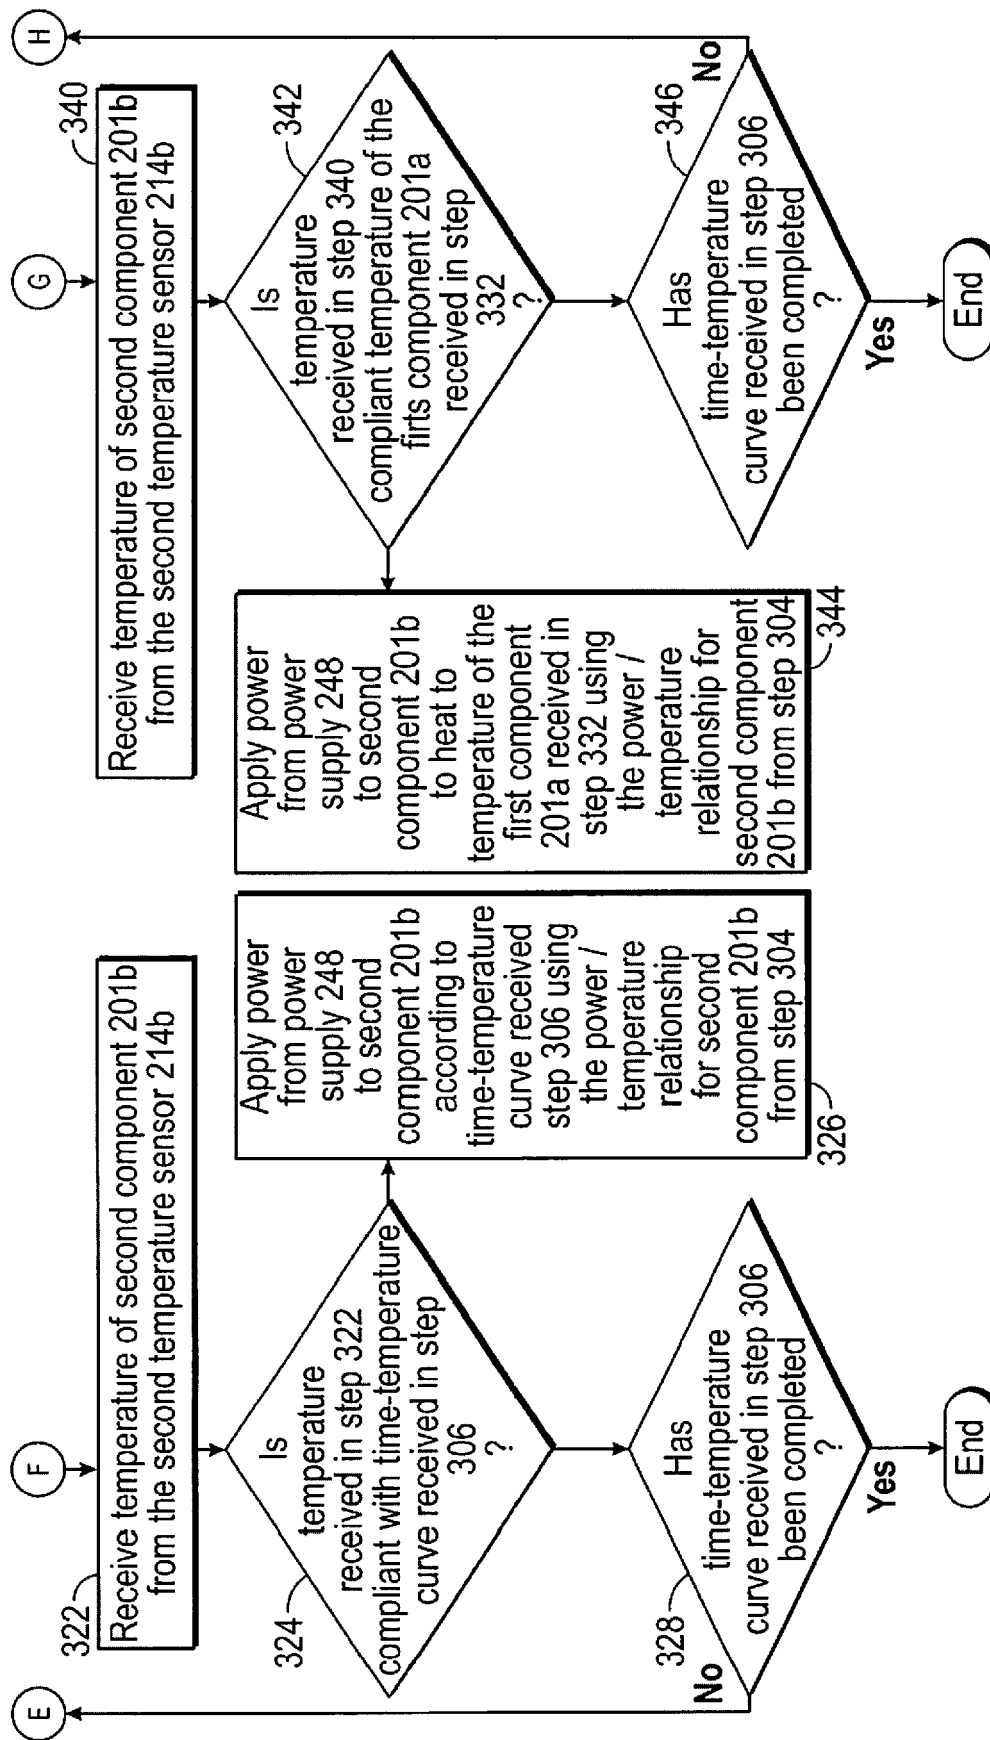 E
F
322
Receive temperature of second component 201b
from the second temperature sensor 214b
324
Is
temperature
received in step 322
compliant with time-temperature
curve received in step
306
?
Apply power
from power
supply 248
to second
component 201b
according to
time-temperature
curve received
step 306 using
the power /
temperature
relationship
for second
component 201b
from step 304
326
328
Has
time-temperature
curve received in step 306
been completed
?
No
Yes
End
G
H
340
Receive temperature of second component 201b
from the second temperature sensor 214b
342
Is
temperature
received in step 340
compliant temperature of the
firts component 201a
received in step
332
?
Apply power
from power
supply 248
to second
component 201b
to heat to
temperature of the
first component
201a received in
step 332 using
the power /
temperature
relationship for
second component
201b from step 304
344
346
Has
time-temperature
curve received in step 306
been completed
?
No
Yes
End